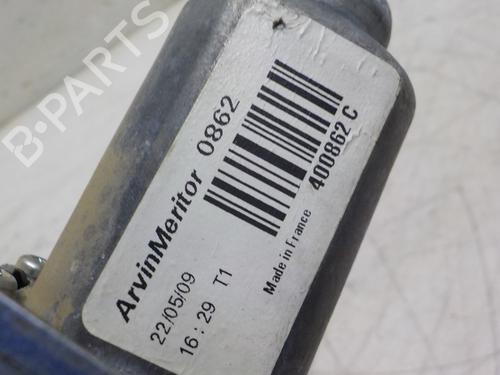 ArvinMeritor 0862
22/05/09
16:29 T1
400862 C
Made in France
B-PARTS